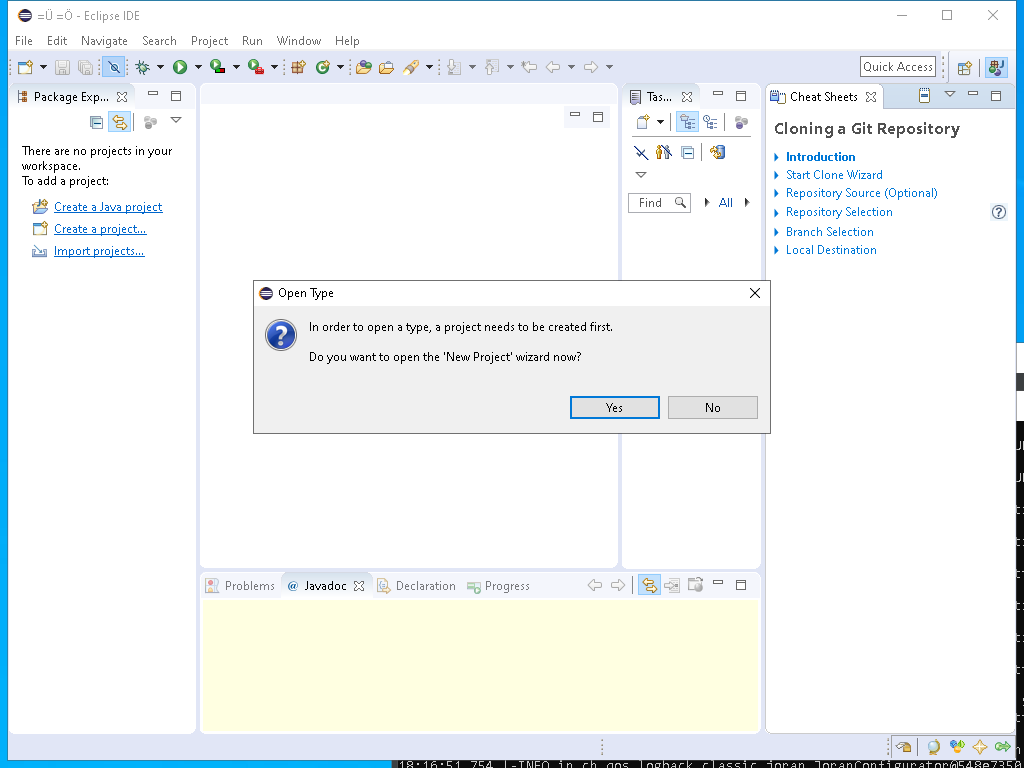 =Ü =Ö - Eclipse IDE
File Edit Navigate Search Project Run Window Help
Quick Access
Package Exp...
Tas...
Cheat Sheets
There are no projects in your
workspace.
To add a project:
Create a Java project
Create a project...
Import projects...
Find
All
Cloning a Git Repository
Introduction
Start Clone Wizard
Repository Source (Optional)
Repository Selection
Branch Selection
Local Destination
Open Type
In order to open a type, a project needs to be created first.
Do you want to open the 'New Project' wizard now?
Yes No
Problems @ Javadoc Declaration Progress
18:16:51,754 |-INFO in ch.qos.logback.classic.joran.JoranConfigurator@548e7350